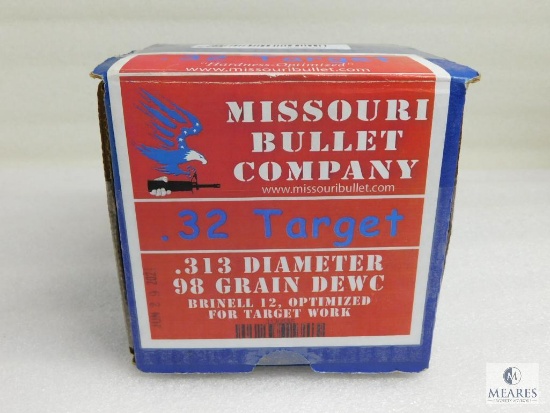 "Hardness-Optimized"
www.missouribullet.com
MISSOURI
BULLET
COMPANY
www.missouribullet.com
.32 Target
.313 DIAMETER
98 GRAIN DEWC
BRINELL 12, OPTIMIZED
FOR TARGET WORK
M
MEARES